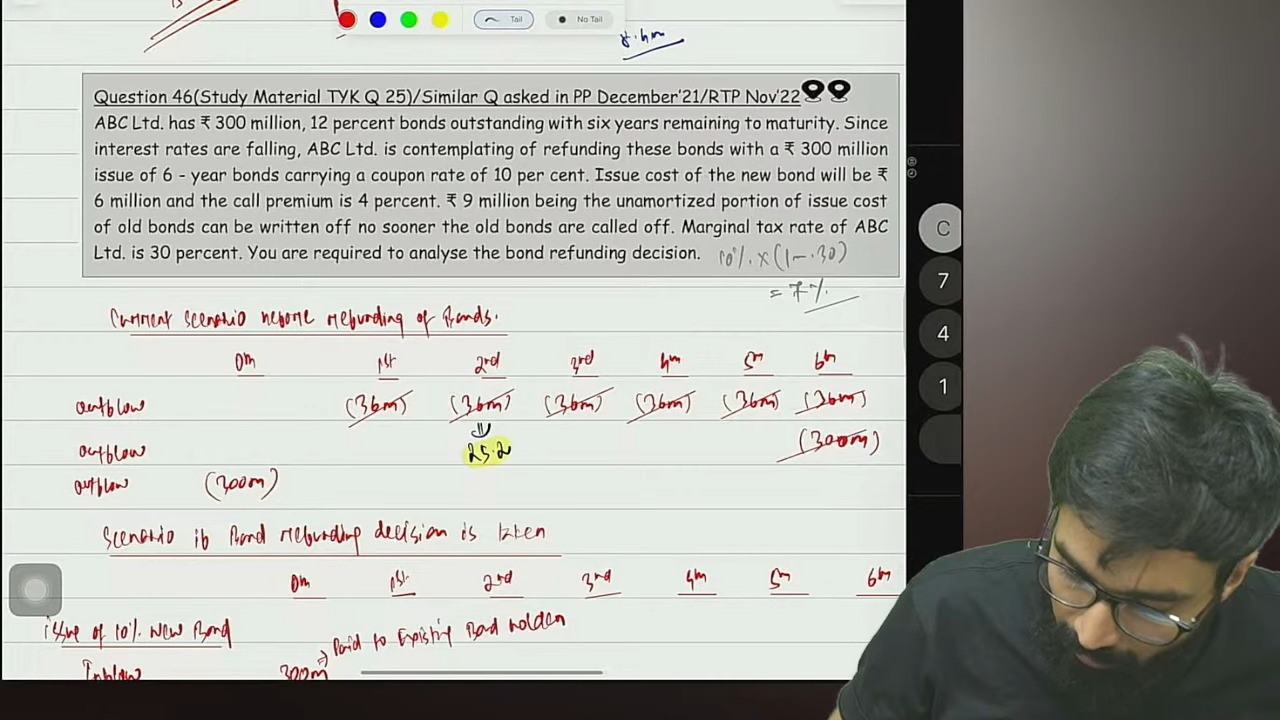 Tail No Tail
Question 46(Study Material TYK Q 25)/Similar Q asked in PP December'21/RTP Nov'22
ABC Ltd. has ₹ 300 million, 12 percent bonds outstanding with six years remaining to maturity. Since
interest rates are falling, ABC Ltd. is contemplating of refunding these bonds with a ₹ 300 million
issue of 6 - year bonds carrying a coupon rate of 10 per cent. Issue cost of the new bond will be ₹
6 million and the call premium is 4 percent. ₹ 9 million being the unamortized portion of issue cost
of old bonds can be written off no sooner the old bonds are called off. Marginal tax rate of ABC
Ltd. is 30 percent. You are required to analyse the bond refunding decision.
10% x (1-.30)
= 7%
Current Scenario before refunding of Bonds.
0th 1st 2nd 3rd 4th 5th 6th
outflow (36m) (36m) (36m) (36m) (36m) (36m)
25.2
outflow (300m)
outflow (300m)
Scenario if Bond refunding decision is taken
0th 1st 2nd 3rd 4th 5th 6th
issue of 10% New Bond
Inflow 300m ⇒ Paid to Existing Bond holder
C
7
4
1